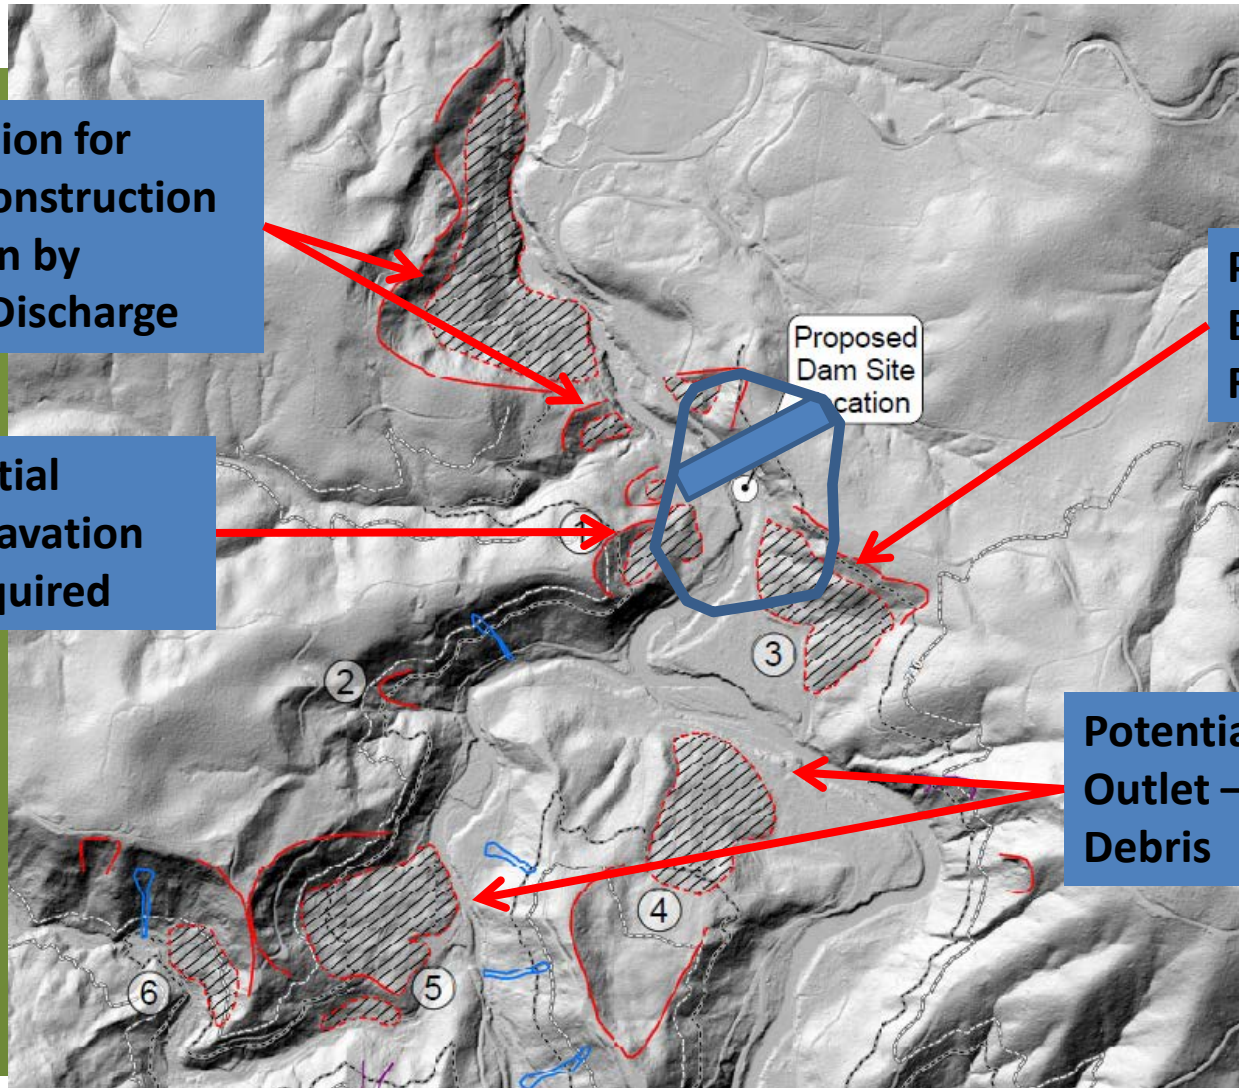 ion for
onstruction
n by
Discharge
tial
avation
quired
Proposed
Dam Site
cation
P
E
F
Potentia
Outlet –
Debris
1
2
3
4
5
6